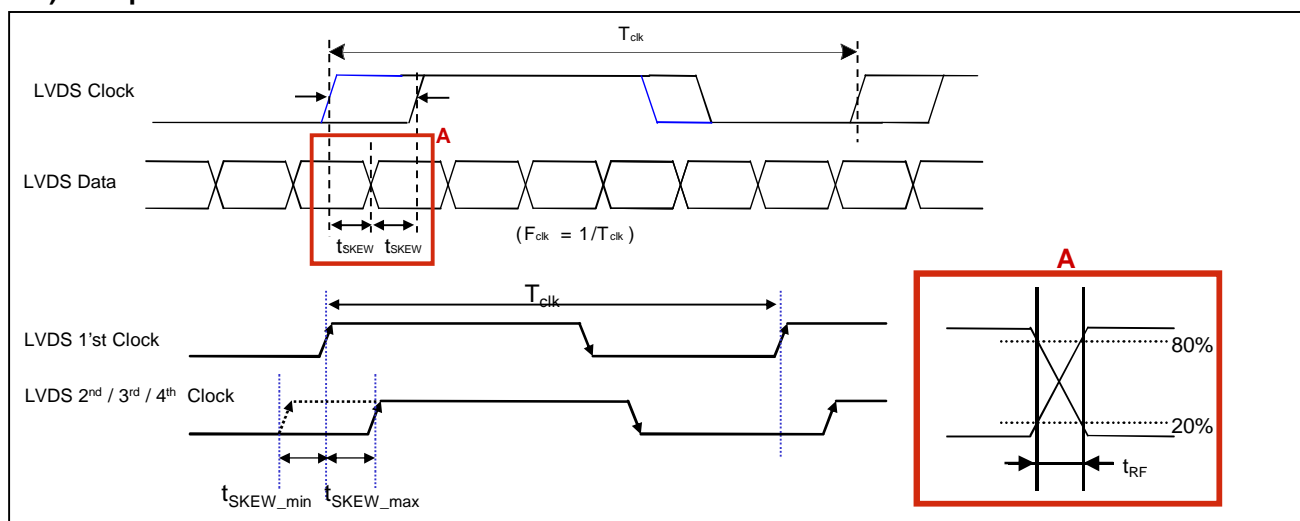 T clk
LVDS Clock
A
LVDS Data
tSKEW tSKEW
(Fclk = 1/Tclk)
A
Tclk
LVDS 1'st Clock
80%
LVDS 2nd / 3rd / 4th Clock
20%
tRF
tSKEW_min tSKEW_max